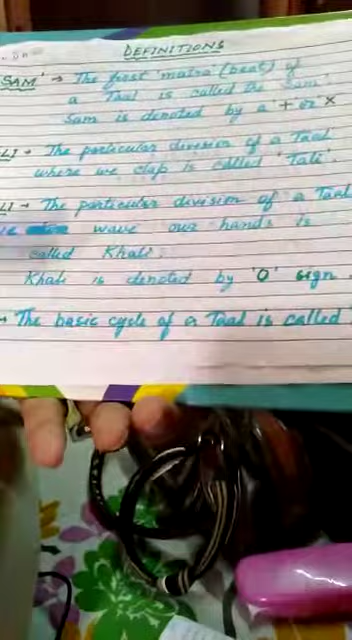 DEFINITIONS
SAM' → The first 'matra' (beat) of
a Taal is called the 'Sam'
Sam is denoted by a '+ or ×
LI → The particular division of a Taal
where we clap is called 'Tali'.
LI → The particular division of a Taal
wave our hands is
called Khali.
Khali is denoted by 'O' sign.
→ The basic cycle of a Taal is called